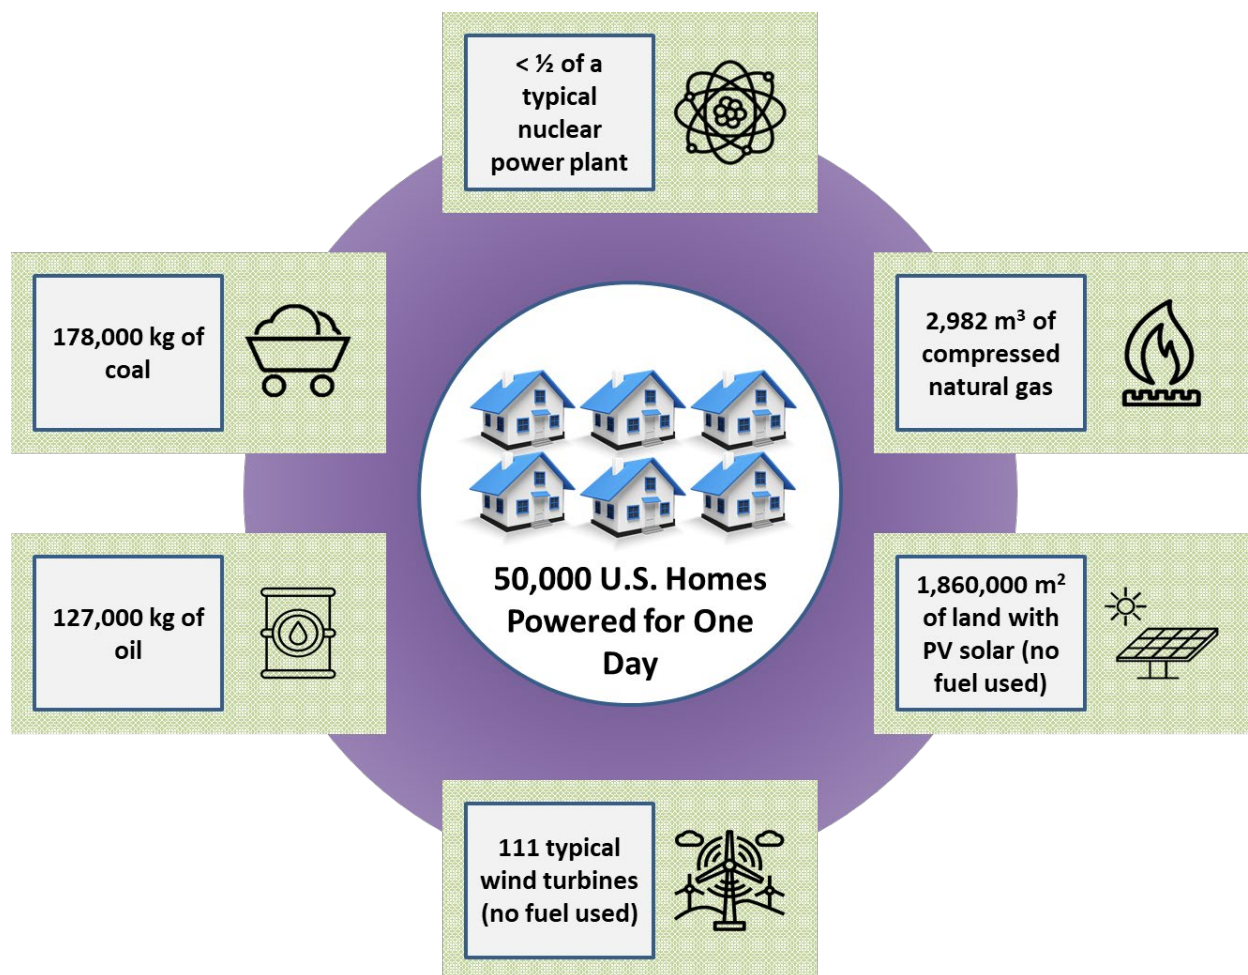 < ½ of a
typical
nuclear
power plant
178,000 kg of
coal
2,982 m³ of
compressed
natural gas
50,000 U.S. Homes
Powered for One
Day
127,000 kg of
oil
1,860,000 m²
of land with
PV solar (no
fuel used)
111 typical
wind turbines
(no fuel used)